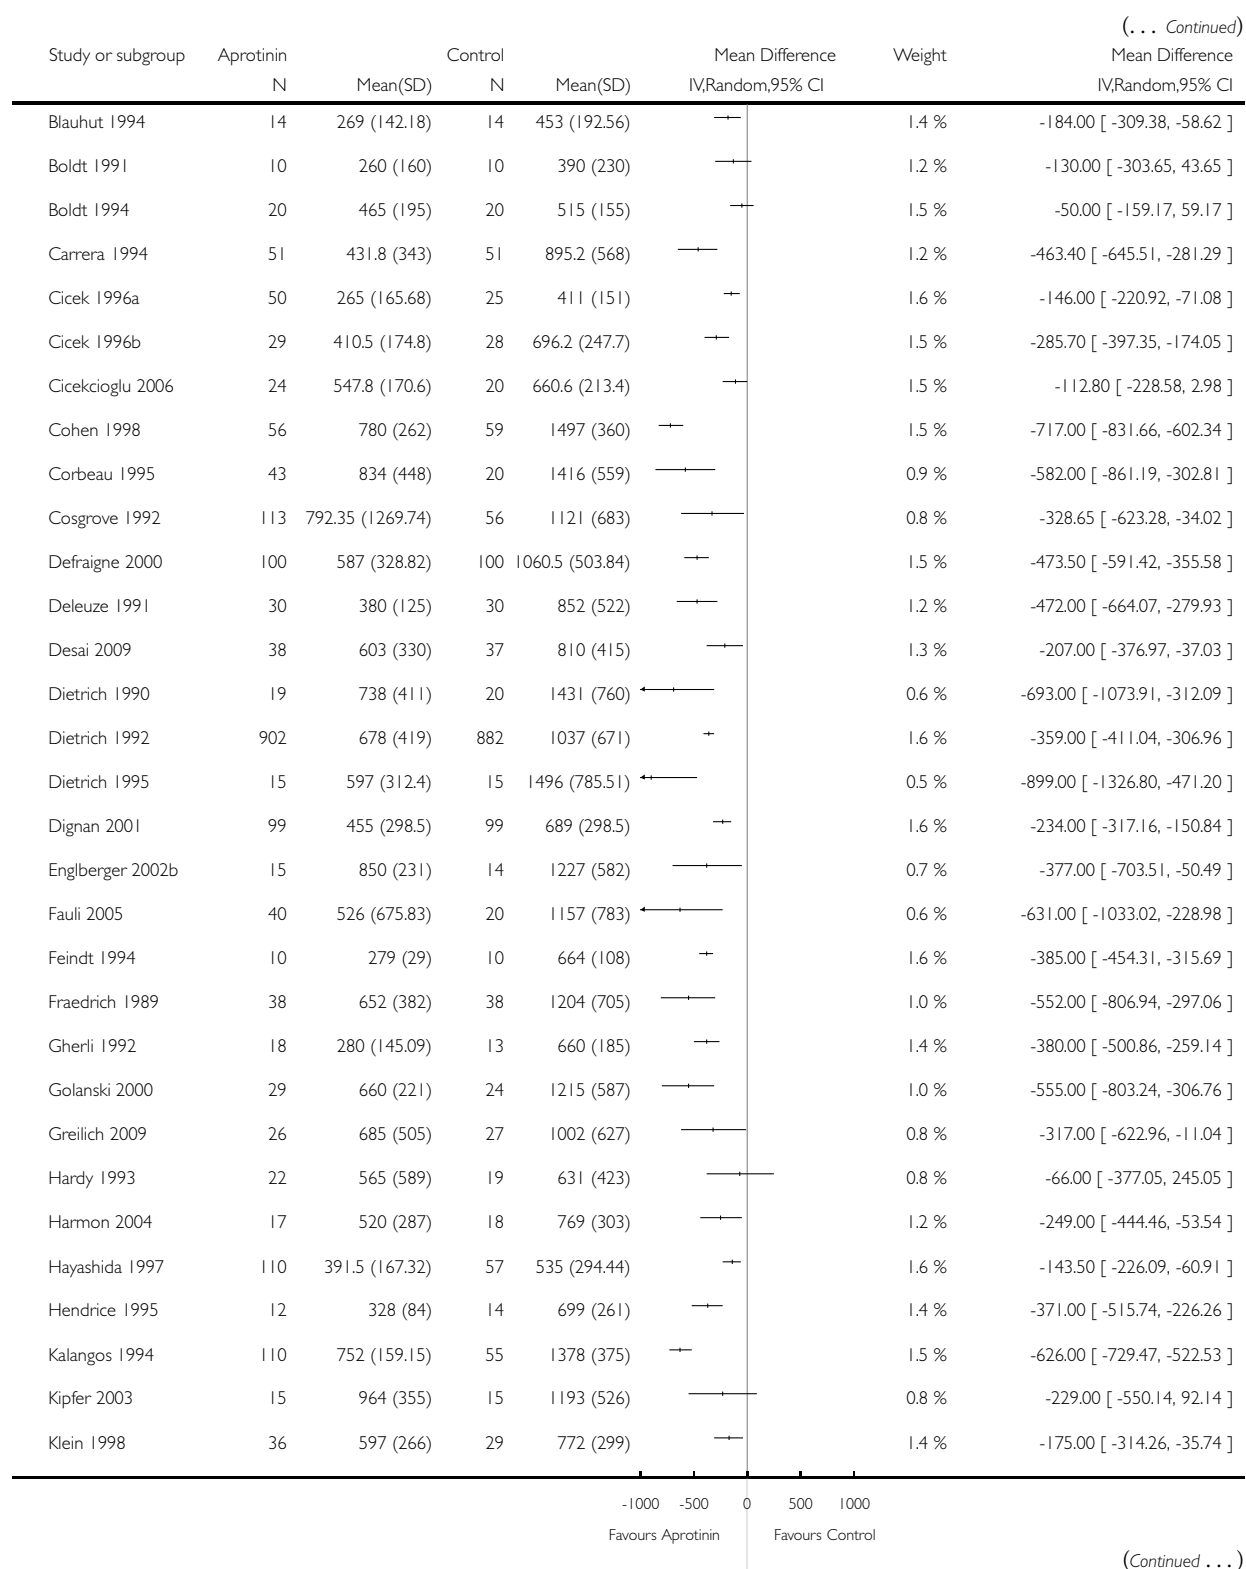 (... Continued)
Study or subgroup Aprotinin Control Mean Difference Weight Mean Difference
N Mean(SD) N Mean(SD) IV,Random,95% CI IV,Random,95% CI
Blauhut 1994 14 269 (142.18) 14 453 (192.56) 1.4 % -184.00 [ -309.38, -58.62 ]
Boldt 1991 10 260 (160) 10 390 (230) 1.2 % -130.00 [ -303.65, 43.65 ]
Boldt 1994 20 465 (195) 20 515 (155) 1.5 % -50.00 [ -159.17, 59.17 ]
Carrera 1994 51 431.8 (343) 51 895.2 (568) 1.2 % -463.40 [ -645.51, -281.29 ]
Cicek 1996a 50 265 (165.68) 25 411 (151) 1.6 % -146.00 [ -220.92, -71.08 ]
Cicek 1996b 29 410.5 (174.8) 28 696.2 (247.7) 1.5 % -285.70 [ -397.35, -174.05 ]
Cicekcioglu 2006 24 547.8 (170.6) 20 660.6 (213.4) 1.5 % -112.80 [ -228.58, 2.98 ]
Cohen 1998 56 780 (262) 59 1497 (360) 1.5 % -717.00 [ -831.66, -602.34 ]
Corbeau 1995 43 834 (448) 20 1416 (559) 0.9 % -582.00 [ -861.19, -302.81 ]
Cosgrove 1992 113 792.35 (1269.74) 56 1121 (683) 0.8 % -328.65 [ -623.28, -34.02 ]
Defraigne 2000 100 587 (328.82) 100 1060.5 (503.84) 1.5 % -473.50 [ -591.42, -355.58 ]
Deleuze 1991 30 380 (125) 30 852 (522) 1.2 % -472.00 [ -664.07, -279.93 ]
Desai 2009 38 603 (330) 37 810 (415) 1.3 % -207.00 [ -376.97, -37.03 ]
Dietrich 1990 19 738 (411) 20 1431 (760) 0.6 % -693.00 [ -1073.91, -312.09 ]
Dietrich 1992 902 678 (419) 882 1037 (671) 1.6 % -359.00 [ -411.04, -306.96 ]
Dietrich 1995 15 597 (312.4) 15 1496 (785.51) 0.5 % -899.00 [ -1326.80, -471.20 ]
Dignan 2001 99 455 (298.5) 99 689 (298.5) 1.6 % -234.00 [ -317.16, -150.84 ]
Englberger 2002b 15 850 (231) 14 1227 (582) 0.7 % -377.00 [ -703.51, -50.49 ]
Fauli 2005 40 526 (675.83) 20 1157 (783) 0.6 % -631.00 [ -1033.02, -228.98 ]
Feindt 1994 10 279 (29) 10 664 (108) 1.6 % -385.00 [ -454.31, -315.69 ]
Fraedrich 1989 38 652 (382) 38 1204 (705) 1.0 % -552.00 [ -806.94, -297.06 ]
Gherli 1992 18 280 (145.09) 13 660 (185) 1.4 % -380.00 [ -500.86, -259.14 ]
Golanski 2000 29 660 (221) 24 1215 (587) 1.0 % -555.00 [ -803.24, -306.76 ]
Greilich 2009 26 685 (505) 27 1002 (627) 0.8 % -317.00 [ -622.96, -11.04 ]
Hardy 1993 22 565 (589) 19 631 (423) 0.8 % -66.00 [ -377.05, 245.05 ]
Harmon 2004 17 520 (287) 18 769 (303) 1.2 % -249.00 [ -444.46, -53.54 ]
Hayashida 1997 110 391.5 (167.32) 57 535 (294.44) 1.6 % -143.50 [ -226.09, -60.91 ]
Hendrice 1995 12 328 (84) 14 699 (261) 1.4 % -371.00 [ -515.74, -226.26 ]
Kalangos 1994 110 752 (159.15) 55 1378 (375) 1.5 % -626.00 [ -729.47, -522.53 ]
Kipfer 2003 15 964 (355) 15 1193 (526) 0.8 % -229.00 [ -550.14, 92.14 ]
Klein 1998 36 597 (266) 29 772 (299) 1.4 % -175.00 [ -314.26, -35.74 ]
-1000 -500 0 500 1000
Favours Aprotinin Favours Control
(Continued ...)